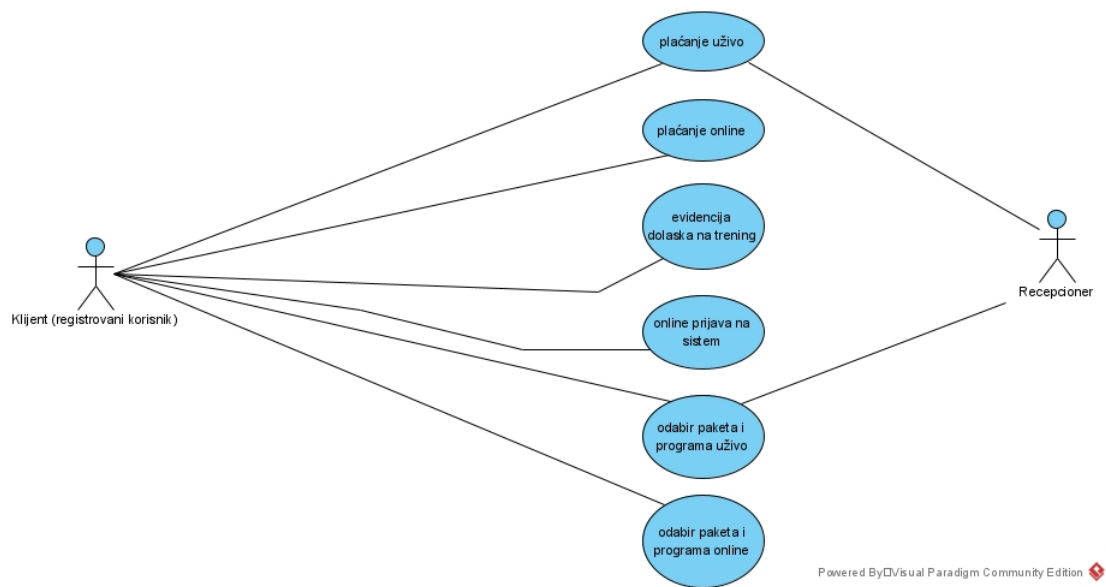 plaćanje uživo
plaćanje online
evidencija
dolaska na trening
Klijent (registrovani korisnik)
Recepcioner
online prijava na
sistem
odabir paketa i
programa uživo
odabir paketa i
programa online
Powered By□Visual Paradigm Community Edition